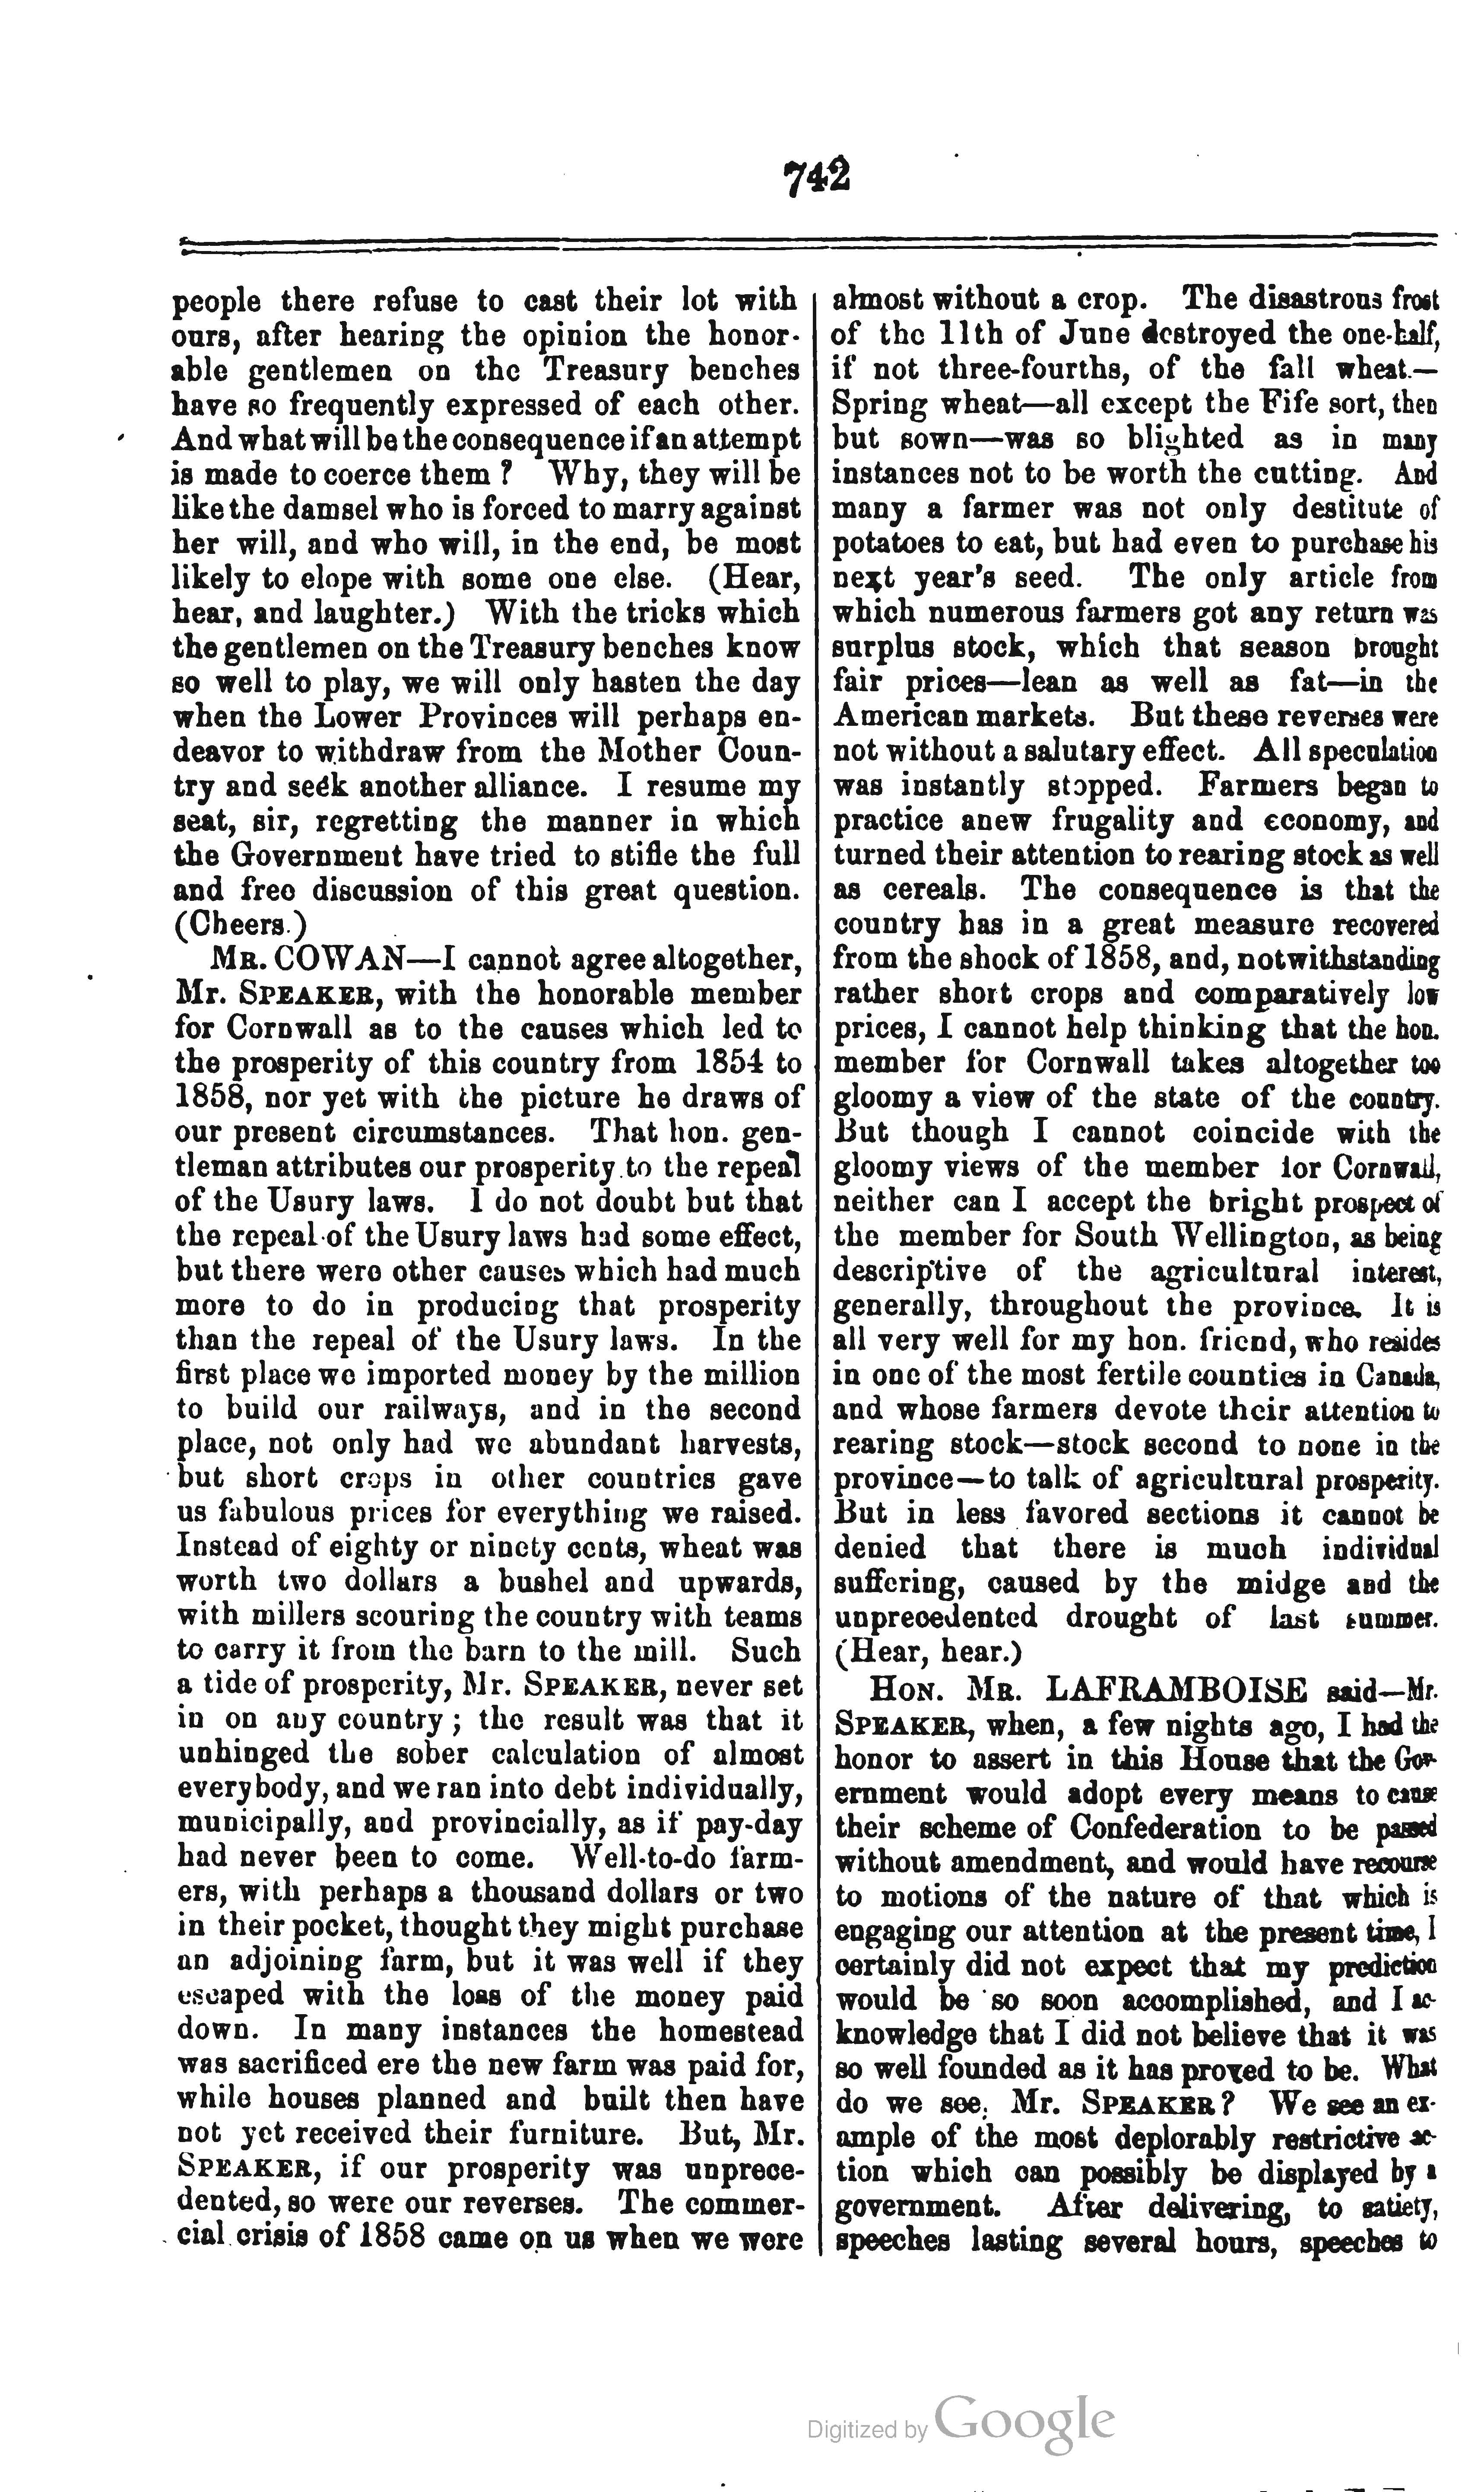 742
people there refuse to cast their lot with
ours, after hearing the opinion the honor-
able gentlemen on the Treasury benches
have so frequently expressed of each other.
And what will be the consequence if an attempt
is made to coerce them ? Why, they will be
like the damsel who is forced to marry against
her will, and who will, in the end, be most
likely to elope with some one else. (Hear,
hear, and laughter.) With the tricks which
the gentlemen on the Treasury benches know
so well to play, we will only hasten the day
when the Lower Provinces will perhaps en-
deavor to withdraw from the Mother Coun-
try and seek another alliance. I resume my
seat, sir, regretting the manner in which
the Government have tried to stifle the full
and free discussion of this great question.
(Cheers.)
MR. COWAN—I cannot agree altogether,
Mr. SPEAKER, with the honorable member
for Cornwall as to the causes which led to
the prosperity of this country from 1854 to
1858, nor yet with the picture he draws of
our present circumstances. That hon. gen-
tleman attributes our prosperity to the repeal
of the Usury laws. I do not doubt but that
the repeal of the Usury laws had some effect,
but there were other causes which had much
more to do in producing that prosperity
than the repeal of the Usury laws. In the
first place we imported money by the million
to build our railways, and in the second
place, not only had we abundant harvests,
but short crops in other countries gave
us fabulous prices for everything we raised.
Instead of eighty or ninety cents, wheat was
worth two dollars a bushel and upwards,
with millers scouring the country with teams
to carry it from the barn to the mill. Such
a tide of prosperity, Mr. SPEAKER, never set
in on any country ; the result was that it
unhinged the sober calculation of almost
everybody, and we ran into debt individually,
municipally, and provincially, as if pay-day
had never been to come. Well-to-do farm-
ers, with perhaps a thousand dollars or two
in their pocket, thought they might purchase
an adjoining farm, but it was well if they
escaped with the loss of the money paid
down. In many instances the homestead
was sacrificed ere the new farm was paid for,
while houses planned and built then have
not yet received their furniture. But, Mr.
SPEAKER, if our prosperity was unprece-
dented, so were our reverses. The commer-
cial crisis of 1858 came on us when we were
almost without a crop. The disastrous frost
of the 11th of June destroyed the one-half,
if not three-fourths, of the fall wheat.—
Spring wheat—all except the Fife sort, then
but sown—was so blighted as in many
instances not to be worth the cutting. And
many a farmer was not only destitute of
potatoes to eat, but had even to purchase his
next year's seed. The only article from
which numerous farmers got any return was
surplus stock, which that season brought
fair prices—lean as well as fat—in the
American markets. But these reverses were
not without a salutary effect. All speculation
was instantly stopped. Farmers began to
practice anew frugality and economy, and
turned their attention to rearing stock as well
as cereals. The consequence is that the
country has in a great measure recovered
from the shock of 1858, and, notwithstanding
rather short crops and comparatively low
prices, I cannot help thinking that the hon.
member for Cornwall takes altogether too
gloomy a view of the state of the country.
But though I cannot coincide with the
gloomy views of the member for Cornwall,
neither can I accept the bright prospect of
the member for South Wellington, as being
descriptive of the agricultural interest,
generally, throughout the province. It is
all very well for my hon. friend, who resides
in one of the most fertile counties in Canada,
and whose farmers devote their attention to
rearing stock—stock second to none in the
province—to talk of agricultural prosperity.
But in less favored sections it cannot be
denied that there is much individual
suffering, caused by the midge and the
unprecedented drought of last summer.
(Hear, hear.)
HON. MR. LAFRAMBOISE said—Mr.
SPEAKER, when, a few nights ago, I had the
honor to assert in this House that the Gov-
ernment would adopt every means to cause
their scheme of Confederation to be passed
without amendment, and would have recourse
to motions of the nature of that which is
engaging our attention at the present time, I
certainly did not expect that my prediction
would be so soon accomplished, and I ac-
knowledge that I did not believe that it was
so well founded as it has proved to be. What
do we see, Mr. SPEAKER ? We see an ex-
ample of the most deplorably restrictive ac-
tion which can possibly be displayed by a
government. After delivering, to satiety,
speeches lasting several hours, speeches to
Digitized by Google